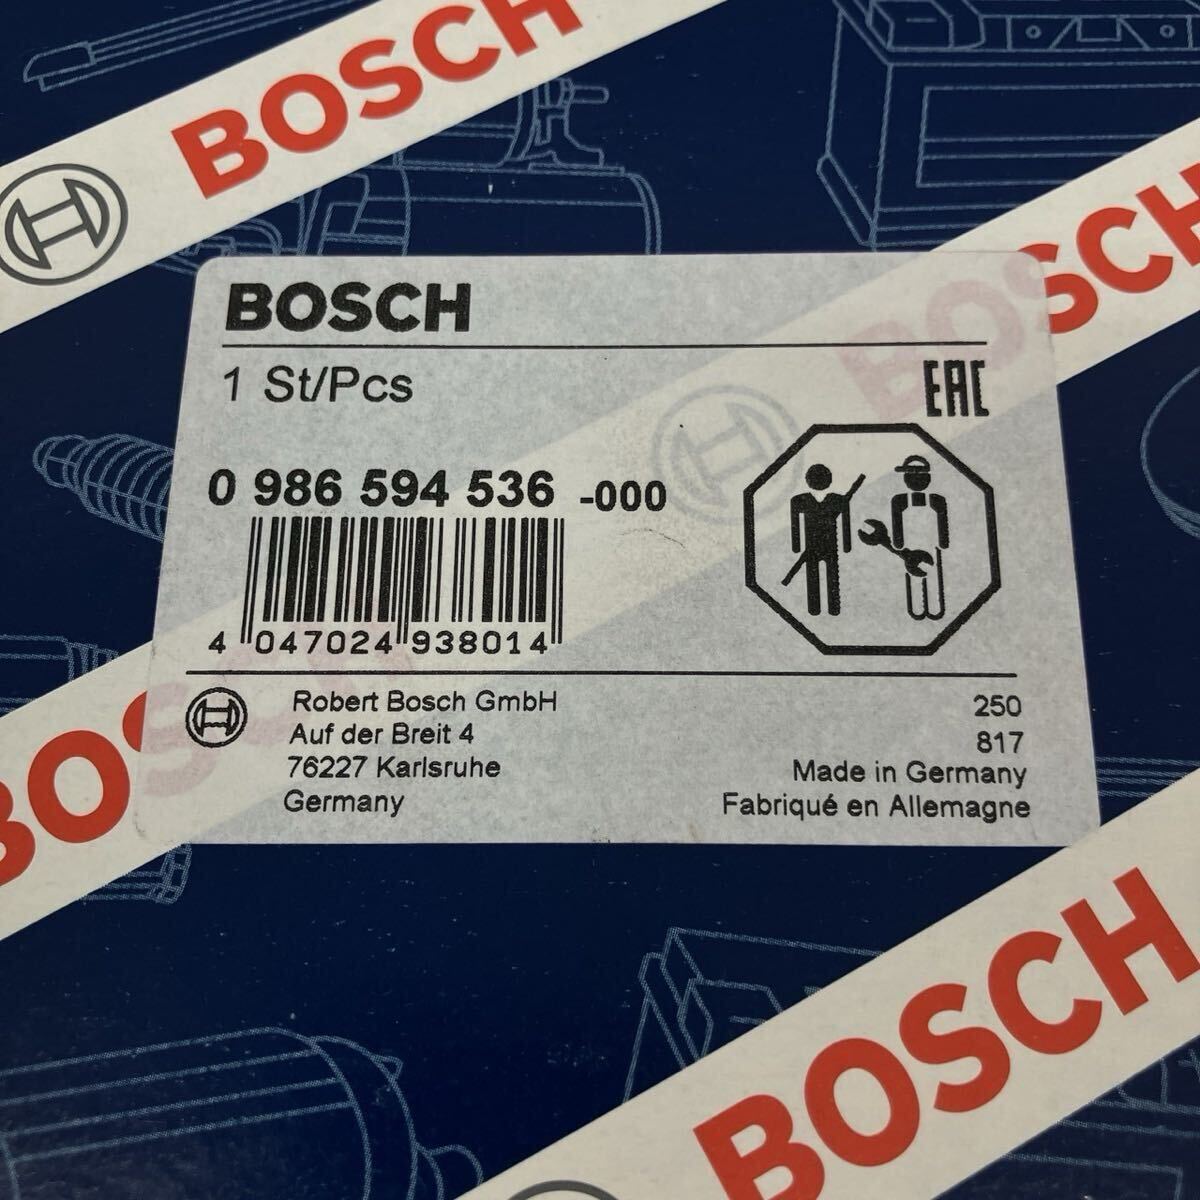 BOSCH
BOSCH
BOSCH
1 St/Pcs
EAC
0 986 594 536 -000
4 047024 938014
Robert Bosch GmbH
Auf der Breit 4
76227 Karlsruhe
Germany
250
817
Made in Germany
Fabriqué en Allemagne
BOSCH
BOSCH